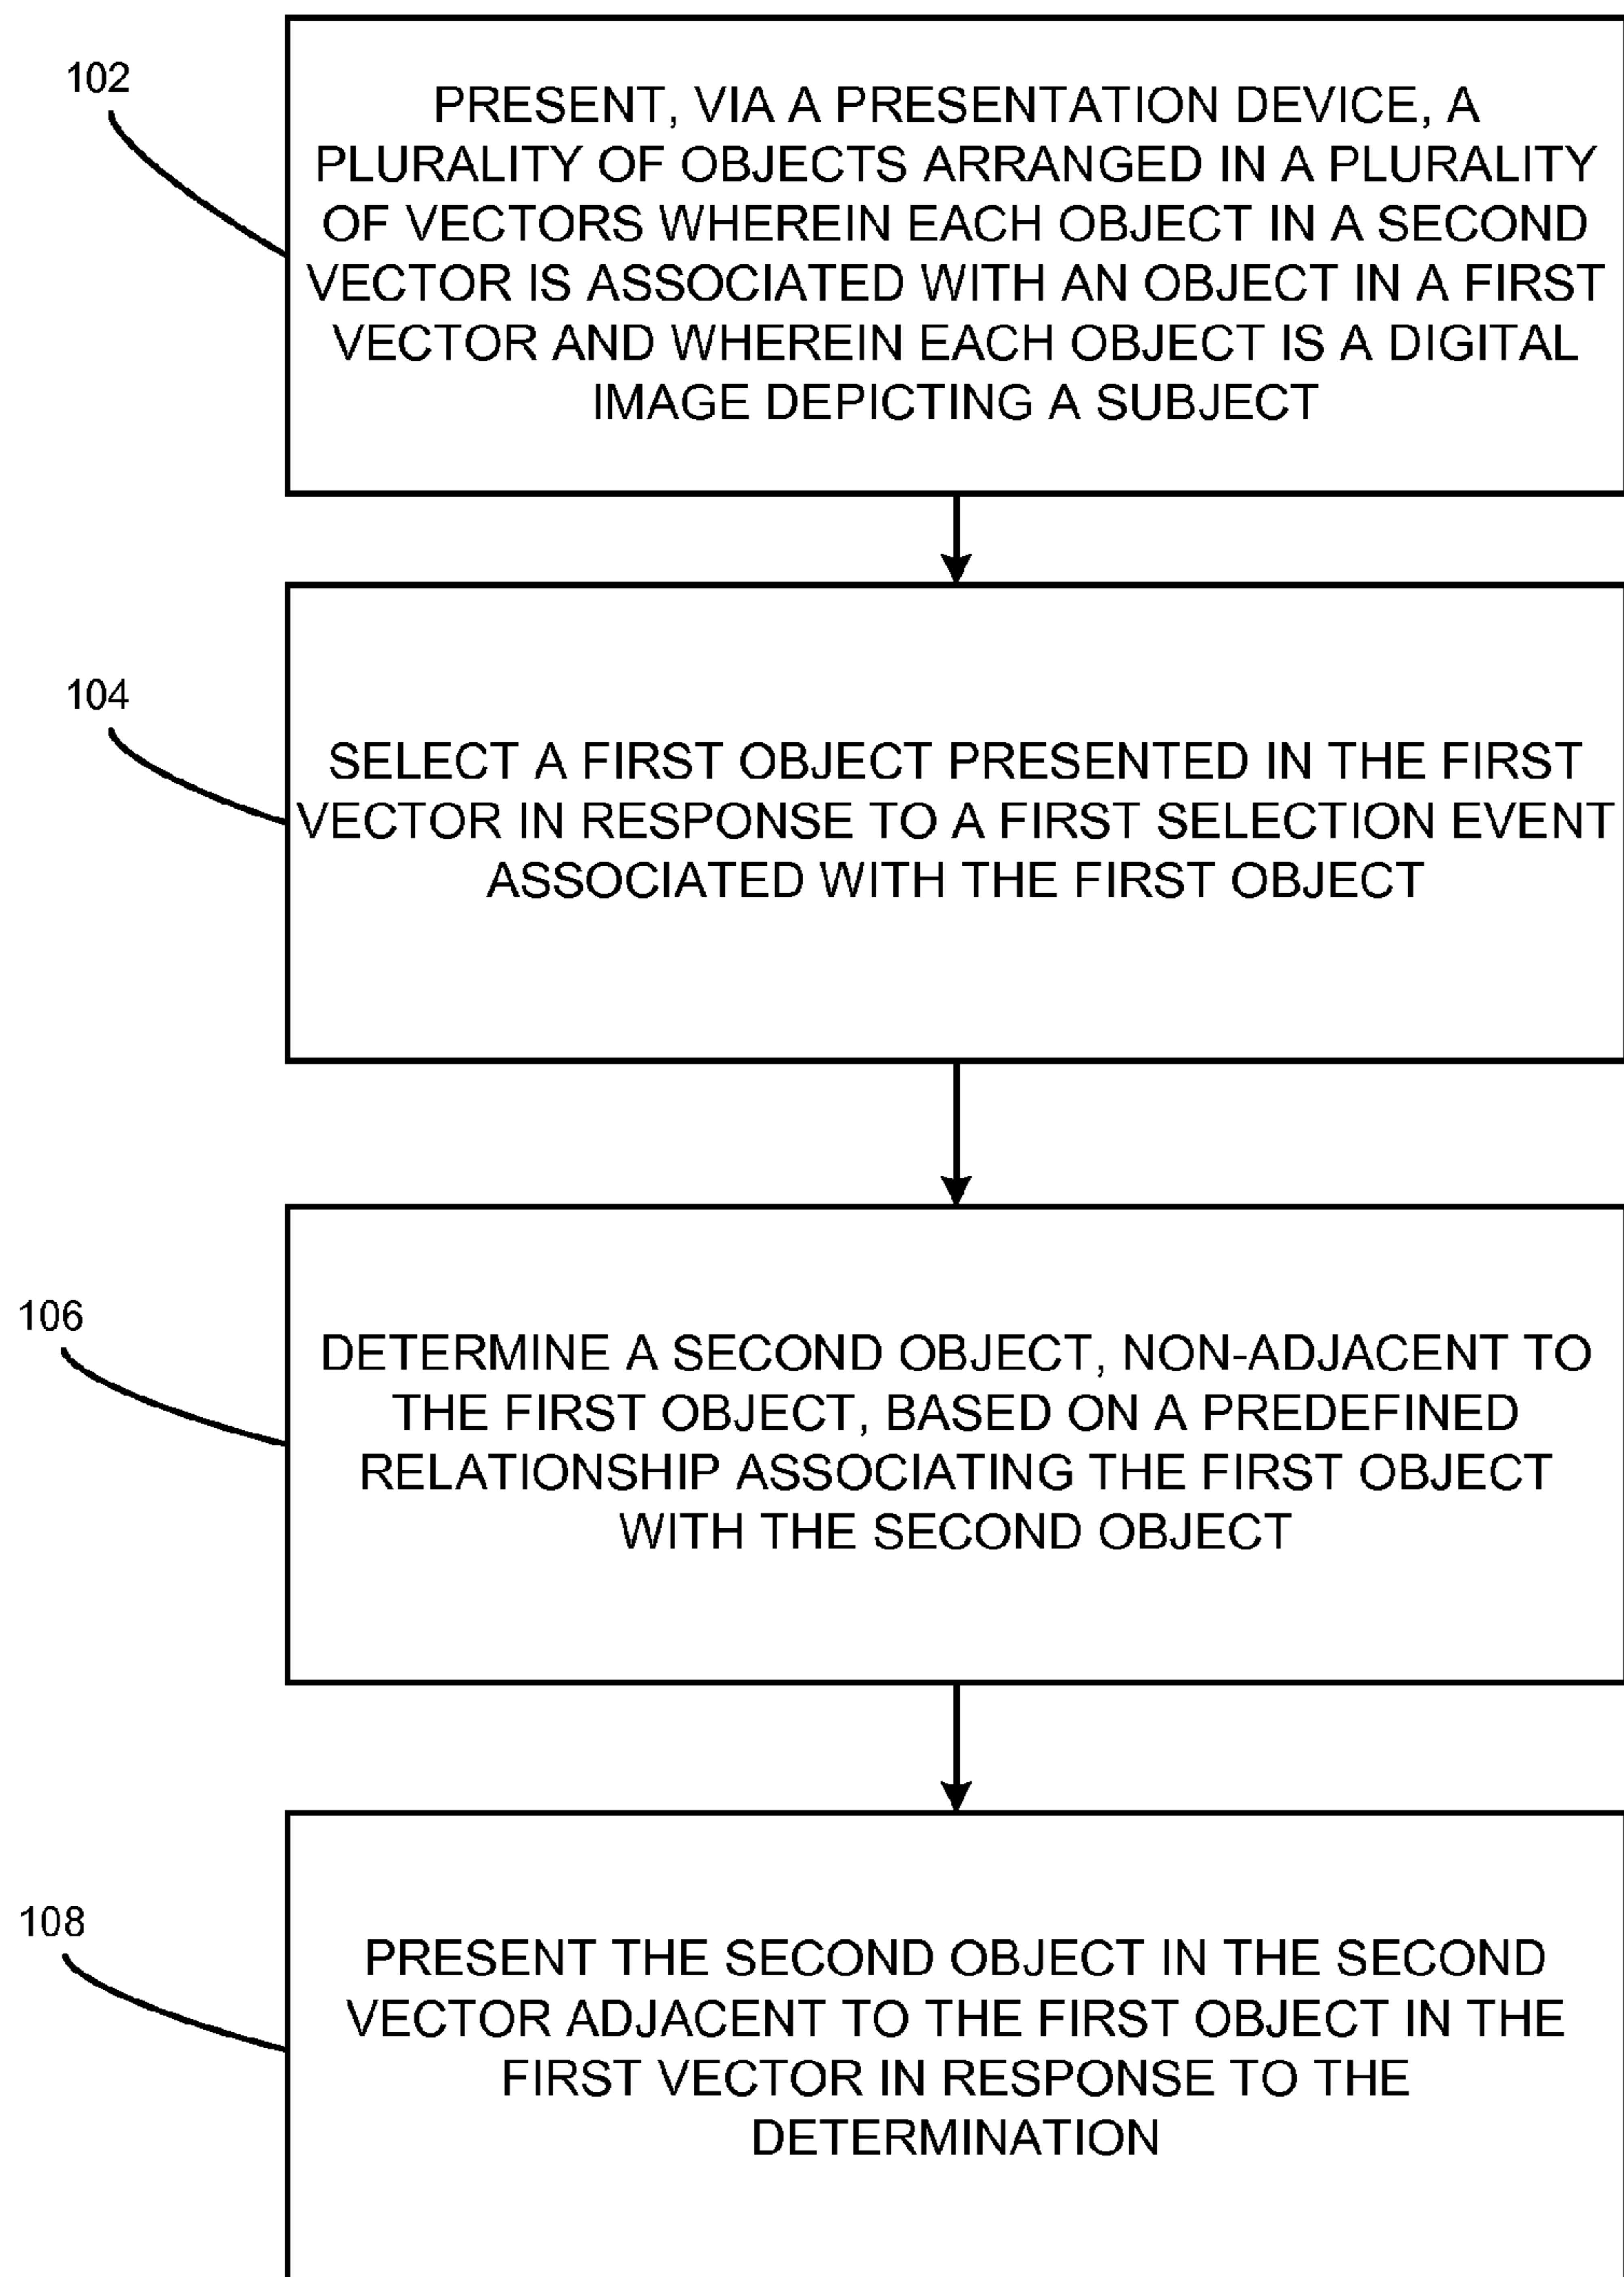 102
PRESENT, VIA A PRESENTATION DEVICE, A
PLURALITY OF OBJECTS ARRANGED IN A PLURALITY
OF VECTORS WHEREIN EACH OBJECT IN A SECOND
VECTOR IS ASSOCIATED WITH AN OBJECT IN A FIRST
VECTOR AND WHEREIN EACH OBJECT IS A DIGITAL
IMAGE DEPICTING A SUBJECT
104
SELECT A FIRST OBJECT PRESENTED IN THE FIRST
VECTOR IN RESPONSE TO A FIRST SELECTION EVENT
ASSOCIATED WITH THE FIRST OBJECT
106
DETERMINE A SECOND OBJECT, NON-ADJACENT TO
THE FIRST OBJECT, BASED ON A PREDEFINED
RELATIONSHIP ASSOCIATING THE FIRST OBJECT
WITH THE SECOND OBJECT
108
PRESENT THE SECOND OBJECT IN THE SECOND
VECTOR ADJACENT TO THE FIRST OBJECT IN THE
FIRST VECTOR IN RESPONSE TO THE
DETERMINATION